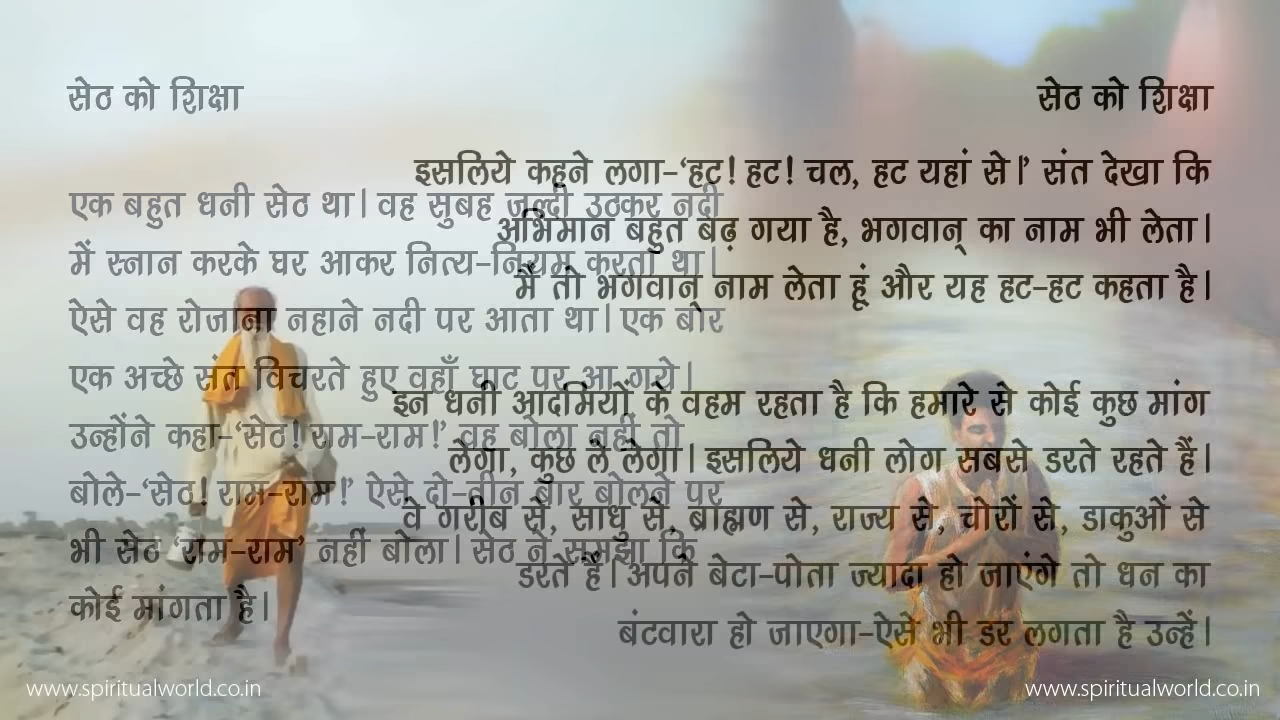 सेठ को शिक्षा
एक बहुत धनी सेठ था। वह सुबह जल्दी उठकर नदी
में स्नान करके घर आकर नित्य-नियम करता था।
ऐसे वह रोजाना नहाने नदी पर आता था। एक बार
एक अच्छे संत विचरते हुए वहाँ घाट पर आ गये।
उन्होंने कहा-‘सेठ! राम-राम!’ वह बोला नहीं तो
बोले-‘सेठ! राम-राम!’ ऐसे दो-तीन बार बोलने पर
भी सेठ ‘राम-राम’ नहीं बोला। सेठ ने समझा कि
कोई मांगता है।
www.spiritualworld.co.in
सेठ को शिक्षा
इसलिये कहने लगा-‘हट! हट! चल, हट यहां से।’ संत देखा कि
अभिमान बहुत बढ़ गया है, भगवान् का नाम भी लेता।
मैं तो भगवान् नाम लेता हूं और यह हट-हट कहता है।
इन धनी आदमियों के वहम रहता है कि हमारे से कोई कुछ मांग
लेगा, कुछ ले लेगा। इसलिये धनी लोग सबसे डरते रहते हैं।
वे गरीब से, साधु से, ब्राह्मण से, राज्य से, चोरों से, डाकुओं से
डरते हैं। अपने बेटा-पोता ज्यादा हो जाएंगे तो धन का
बंटवारा हो जाएगा-ऐसे भी डर लगता है उन्हें।
www.spiritualworld.co.in